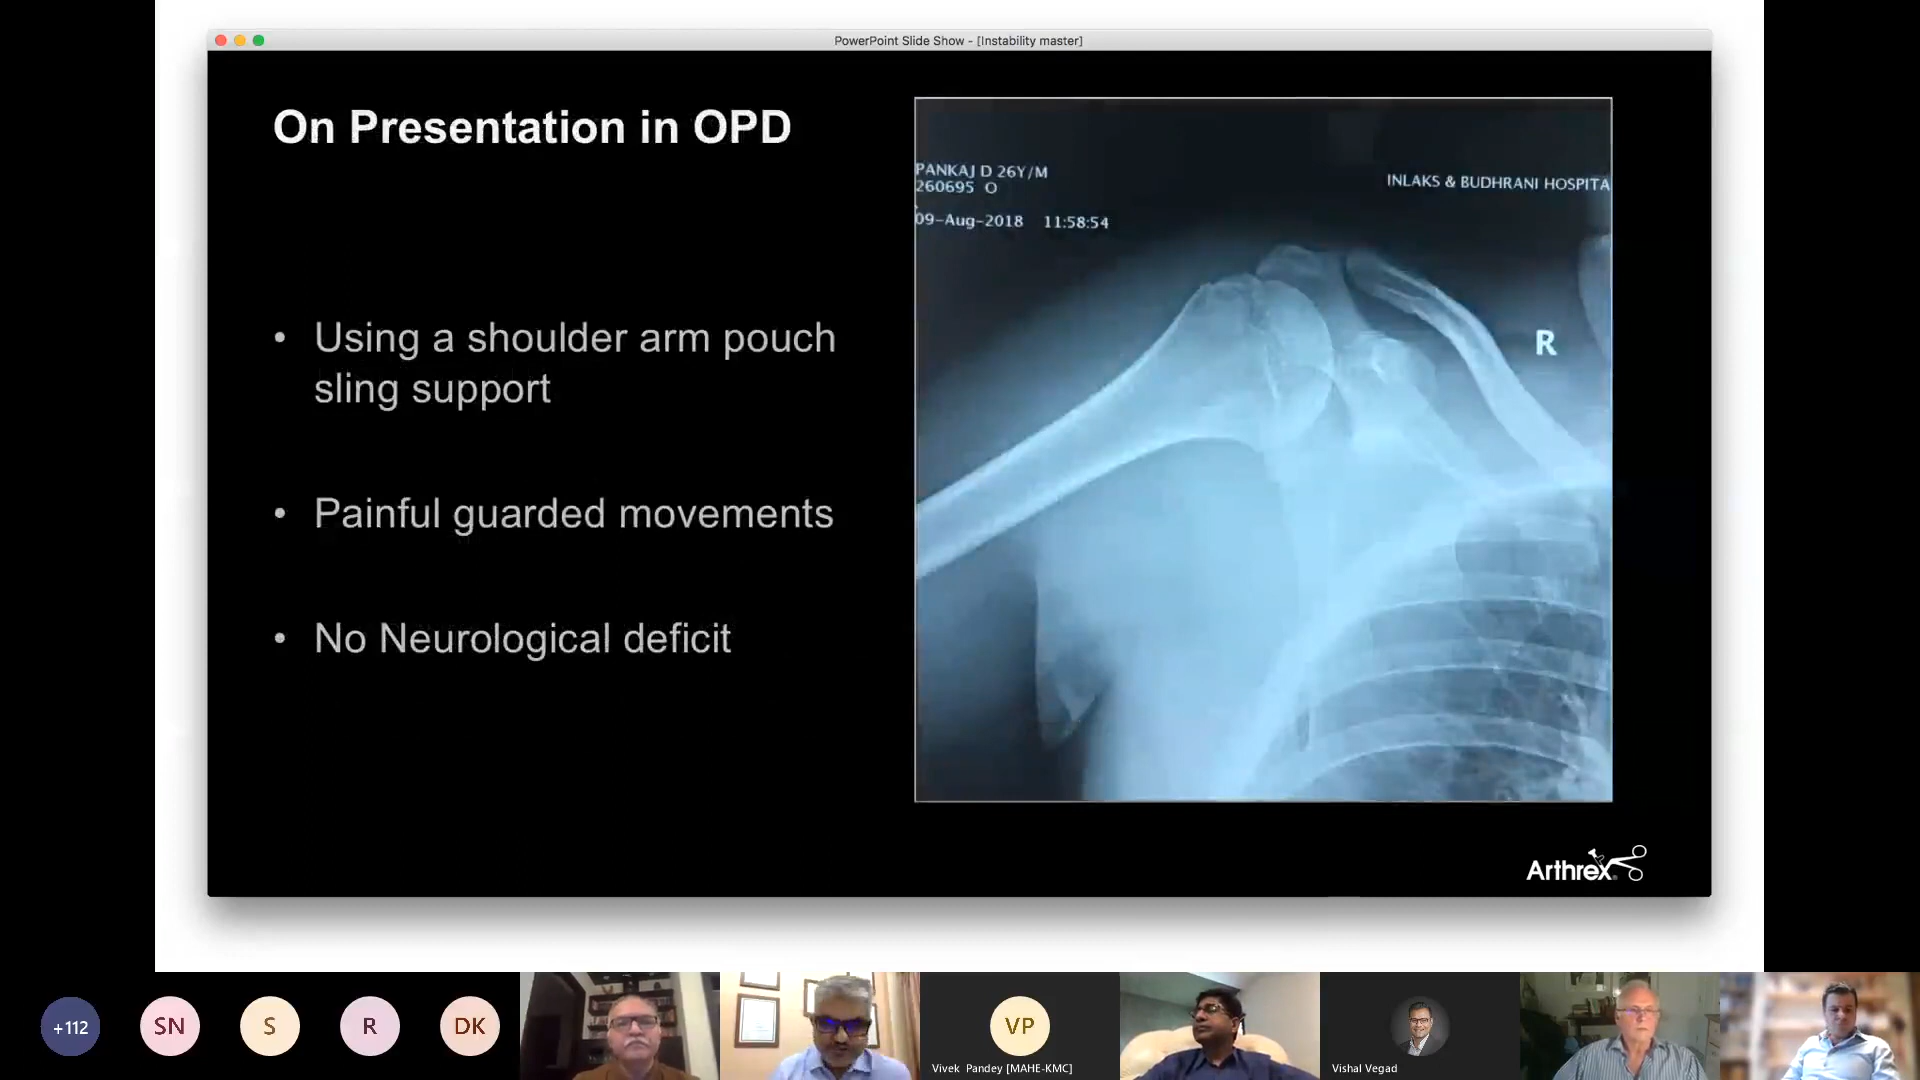 PowerPoint Slide Show - [Instability master]
On Presentation in OPD
• Using a shoulder arm pouch
sling support
• Painful guarded movements
• No Neurological deficit
PANKAJ D 26Y/M
260695 O
09-Aug-2018 11:58:54
INLAKS & BUDHRANI HOSPITA
R
Arthrex
+112
SN
S
R
DK
VP
Vivek Pandey [MAHE-KMC]
Vishal Vegad